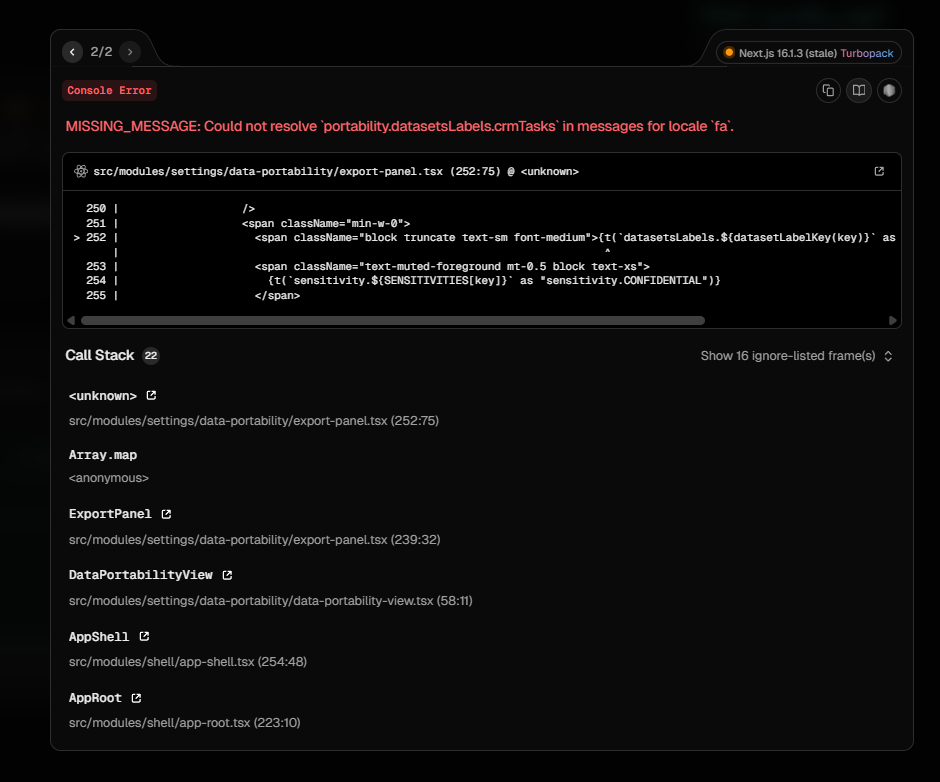 2/2
Next.js 16.1.3 (stale) Turbopack
Console Error
MISSING_MESSAGE: Could not resolve `portability.datasetsLabels.crmTasks` in messages for locale `fa`.
src/modules/settings/data-portability/export-panel.tsx (252:75) @ <unknown>
250 | />
251 | <span className="min-w-0">
> 252 | <span className="block truncate text-sm font-medium">{t(`datasetsLabels.${datasetLabelKey(key)}` as
| ^
253 | <span className="text-muted-foreground mt-0.5 block text-xs">
254 | {t(`sensitivity.${SENSITIVITIES[key]}` as "sensitivity.CONFIDENTIAL")}
255 | </span>
Call Stack 22
Show 16 ignore-listed frame(s)
<unknown>
src/modules/settings/data-portability/export-panel.tsx (252:75)
Array.map
<anonymous>
ExportPanel
src/modules/settings/data-portability/export-panel.tsx (239:32)
DataPortabilityView
src/modules/settings/data-portability/data-portability-view.tsx (58:11)
AppShell
src/modules/shell/app-shell.tsx (254:48)
AppRoot
src/modules/shell/app-root.tsx (223:10)